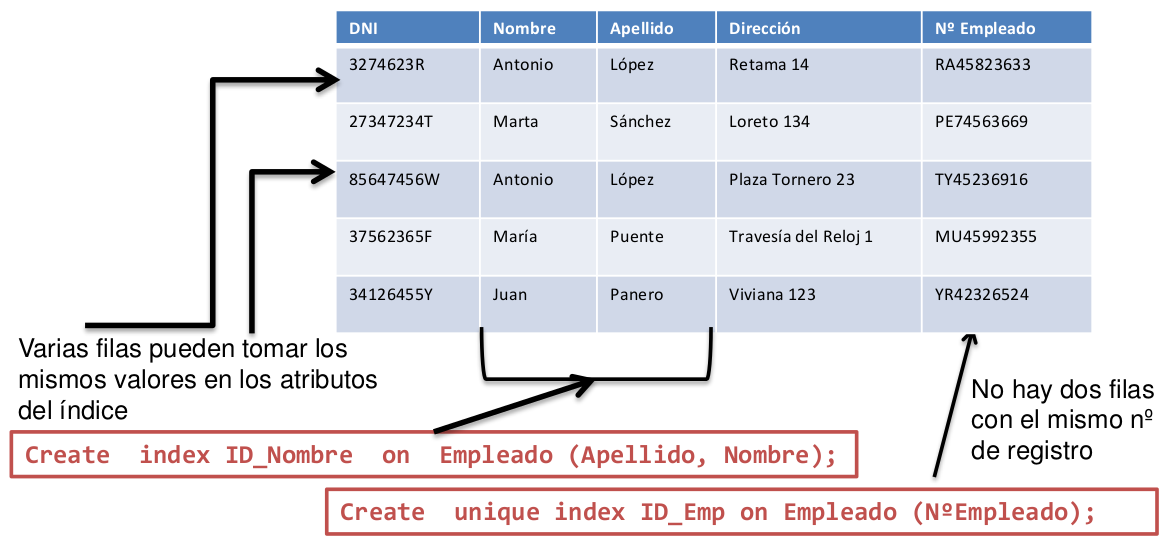 DNI Nombre Apellido Dirección Nº Empleado
3274623R Antonio López Retama 14 RA45823633
27347234T Marta Sánchez Loreto 134 PE74563669
85647456W Antonio López Plaza Tornero 23 TY45236916
37562365F María Puente Travesía del Reloj 1 MU45992355
34126455Y Juan Panero Viviana 123 YR42326524
Varias filas pueden tomar los
mismos valores en los atributos
del índice
No hay dos filas
con el mismo nº
de registro
Create index ID_Nombre on Empleado (Apellido, Nombre);
Create unique index ID_Emp on Empleado (NºEmpleado);